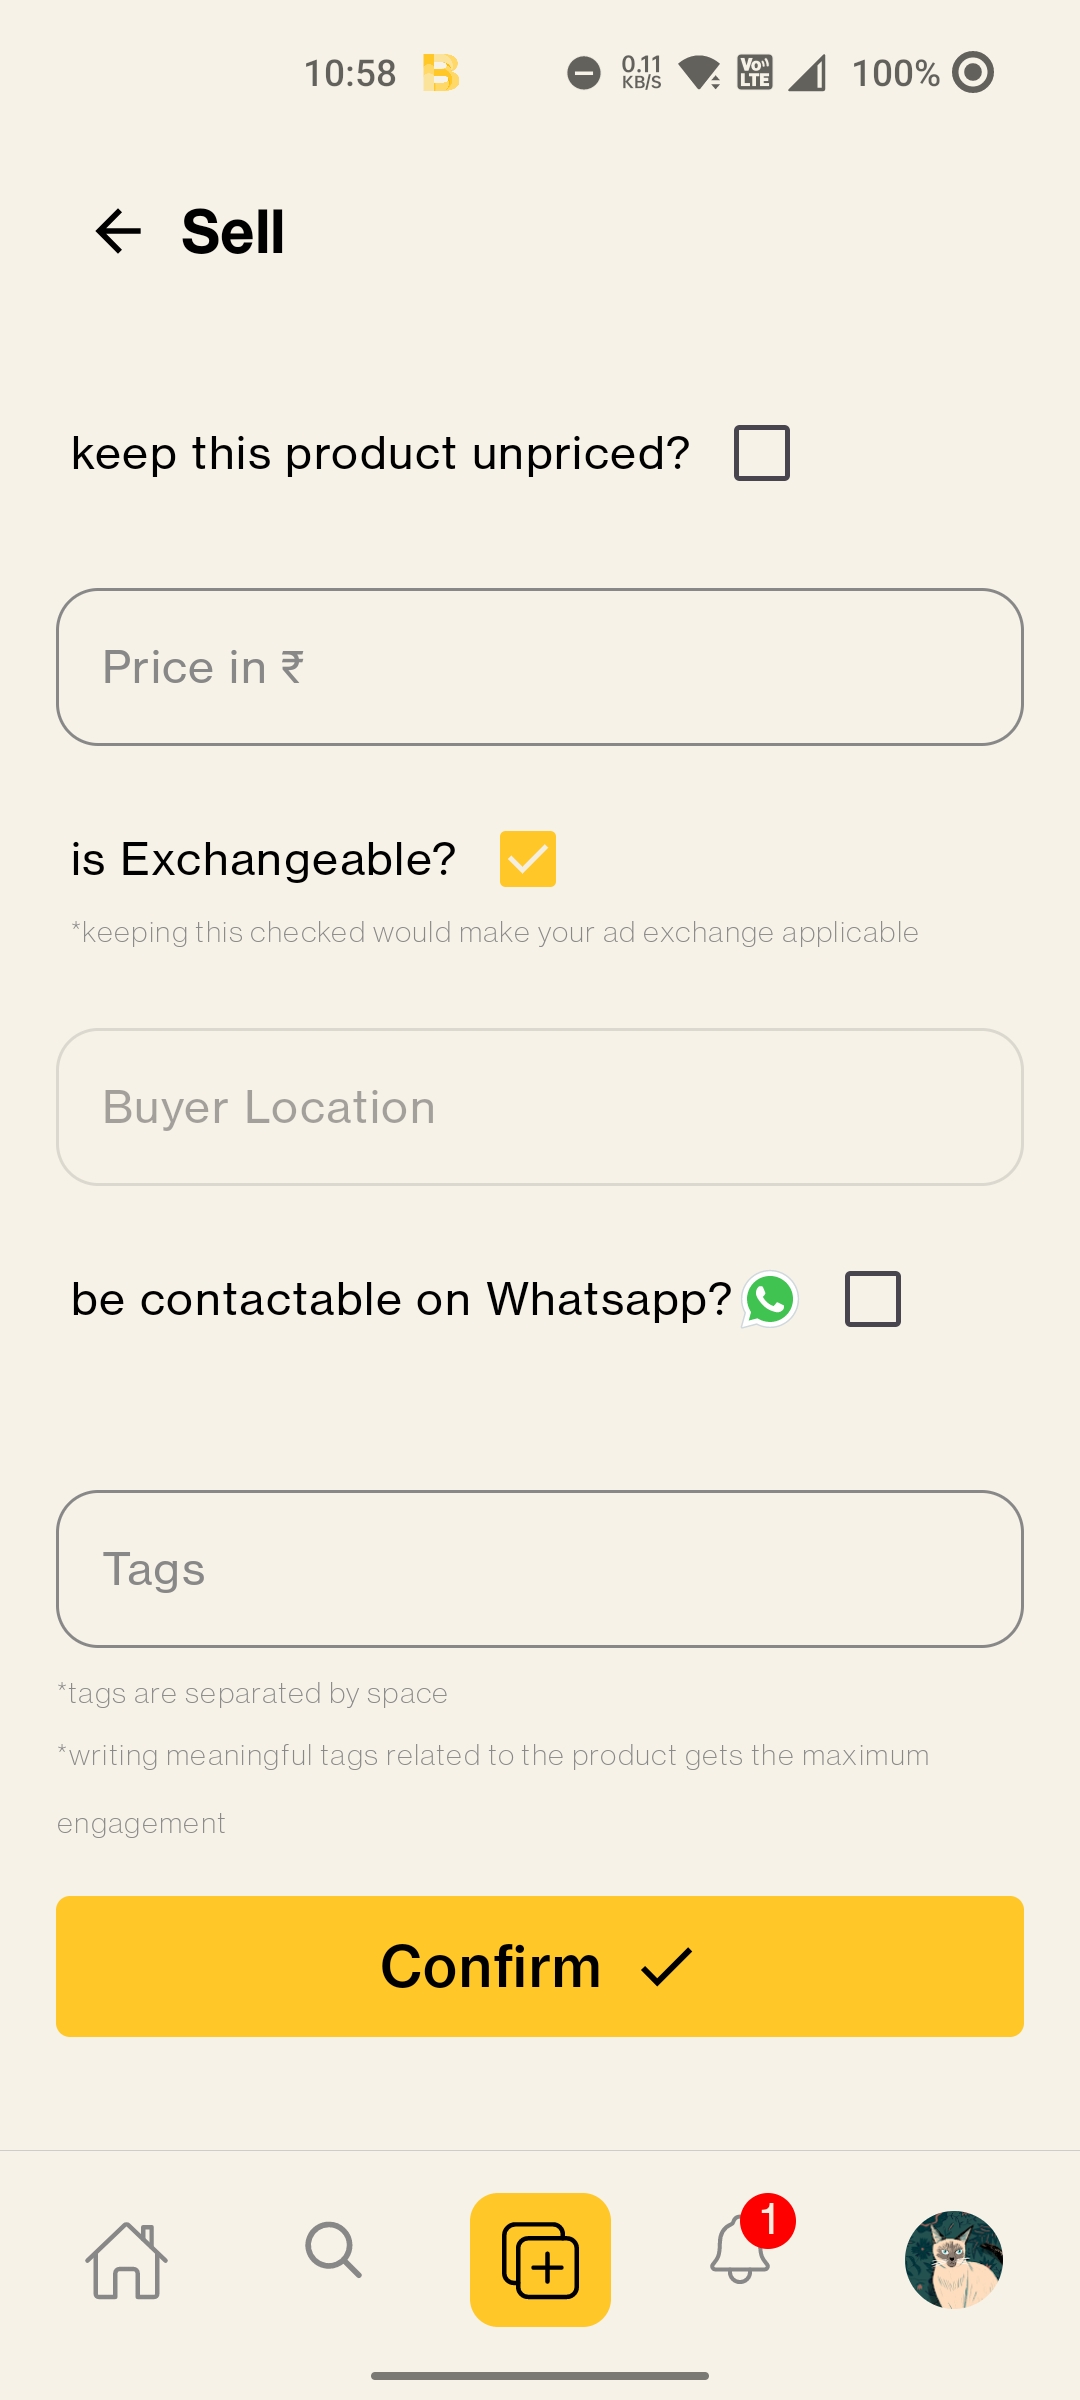 10:58 B 0.11 KB/S Vo LTE 100%
Sell
keep this product unpriced?
Price in ₹
is Exchangeable?
*keeping this checked would make your ad exchange applicable
Buyer Location
be contactable on Whatsapp?
Tags
*tags are separated by space
*writing meaningful tags related to the product gets the maximum
engagement
Confirm
1